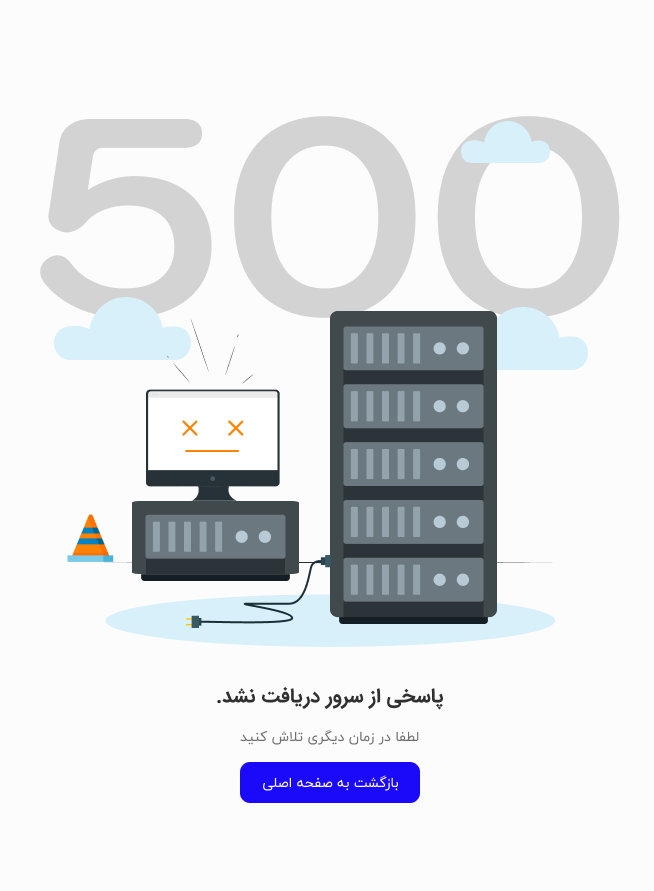 500
پاسخی از سرور دریافت نشد.
لطفا در زمان دیگری تلاش کنید
بازگشت به صفحه اصلی